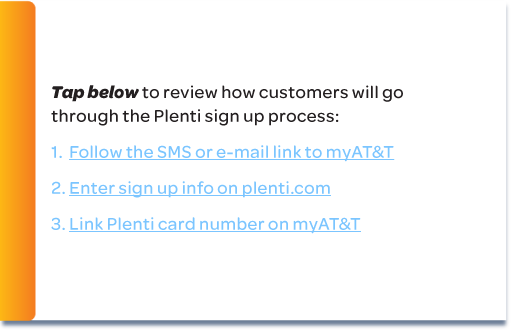 Tap below to review how customers will go
through the Plenti sign up process:
1. Follow the SMS or e-mail link to myAT&T
2. Enter sign up info on plenti.com
3. Link Plenti card number on myAT&T